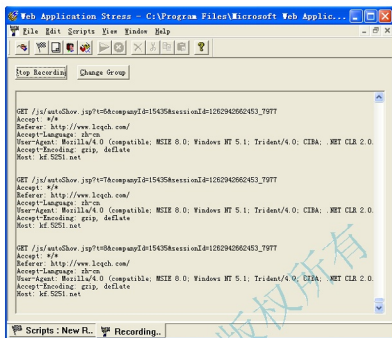 Web Application Stress - C:\Program Files\Microsoft Web Applic...
File Edit Scripts View Window Help
Stop Recording Change Group
GET /js/autoShow.jsp?t=6&companyId=15435&sessionId=1262942662453_7977
Accept: */*
Referer: http://www.lcqch.com/
Accept-Language: zh-cn
User-Agent: Mozilla/4.0 (compatible; MSIE 8.0; Windows NT 5.1; Trident/4.0; CIBA; .NET CLR 2.0.
Accept-Encoding: gzip, deflate
Host: kf.5251.net
GET /js/autoShow.jsp?t=7&companyId=15435&sessionId=1262942662453_7977
Accept: */*
Referer: http://www.lcqch.com/
Accept-Language: zh-cn
User-Agent: Mozilla/4.0 (compatible; MSIE 8.0; Windows NT 5.1; Trident/4.0; CIBA; .NET CLR 2.0.
Accept-Encoding: gzip, deflate
Host: kf.5251.net
GET /js/autoShow.jsp?t=8&companyId=15435&sessionId=1262942662453_7977
Accept: */*
Referer: http://www.lcqch.com/
Accept-Language: zh-cn
User-Agent: Mozilla/4.0 (compatible; MSIE 8.0; Windows NT 5.1; Trident/4.0; CIBA; .NET CLR 2.0.
Accept-Encoding: gzip, deflate
Host: kf.5251.net
版权所有
Scripts : New R.. Recording..